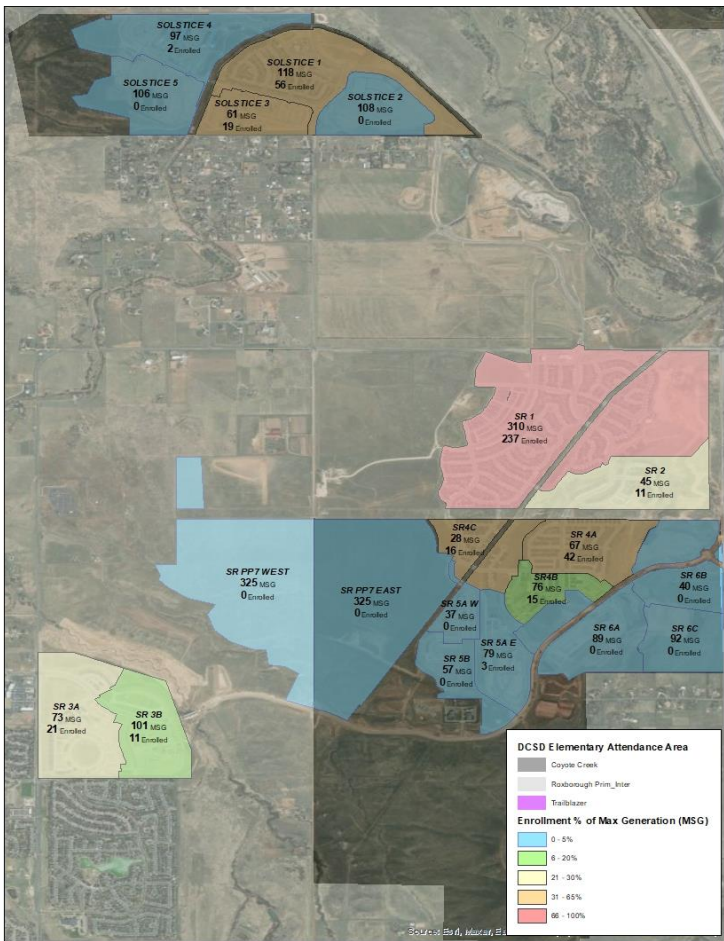 SOLSTICE 4
97 MSG
2 Enrolled
SOLSTICE 1
118 MSG
56 Enrolled
SOLSTICE 5
106 MSG
0 Enrolled
SOLSTICE 3
61 MSG
19 Enrolled
SOLSTICE 2
108 MSG
0 Enrolled
SR 1
310 MSG
237 Enrolled
SR 2
45 MSG
11 Enrolled
SR4C
28 MSG
16 Enrolled
SR 4A
67 MSG
42 Enrolled
SR PP7 WEST
325 MSG
0 Enrolled
SR PP7 EAST
325 MSG
0 Enrolled
SR4B
76 MSG
15 Enrolled
SR 6B
40 MSG
0 Enrolled
SR 5A W
37 MSG
0 Enrolled
SR 5A E
79 MSG
3 Enrolled
SR 6A
89 MSG
0 Enrolled
SR 6C
92 MSG
0 Enrolled
SR 5B
57 MSG
0 Enrolled
SR 3A
73 MSG
21 Enrolled
SR 3B
101 MSG
11 Enrolled
DCSD Elementary Attendance Area
Coyote Creek
Roxborough Prim_Inter
Trailblazer
Enrollment % of Max Generation (MSG)
0 - 5%
6 - 20%
21 - 30%
31 - 65%
66 - 100%
Source: Esri, Maxar,